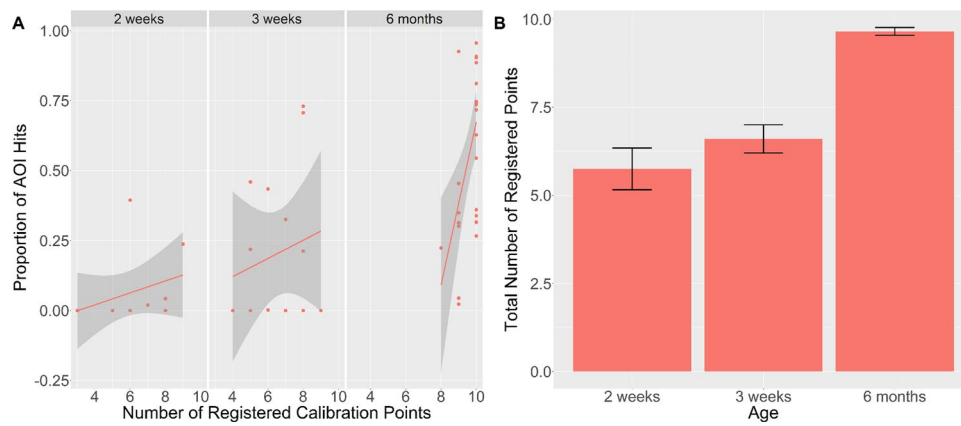 A
2 weeks 3 weeks 6 months
1.00
0.75
0.50
0.25
0.00
-0.25
Proportion of AOI Hits
4 6 8 10 4 6 8 10 4 6 8 10
Number of Registered Calibration Points
B
10.0
7.5
5.0
2.5
0.0
Total Number of Registered Points
2 weeks 3 weeks 6 months
Age